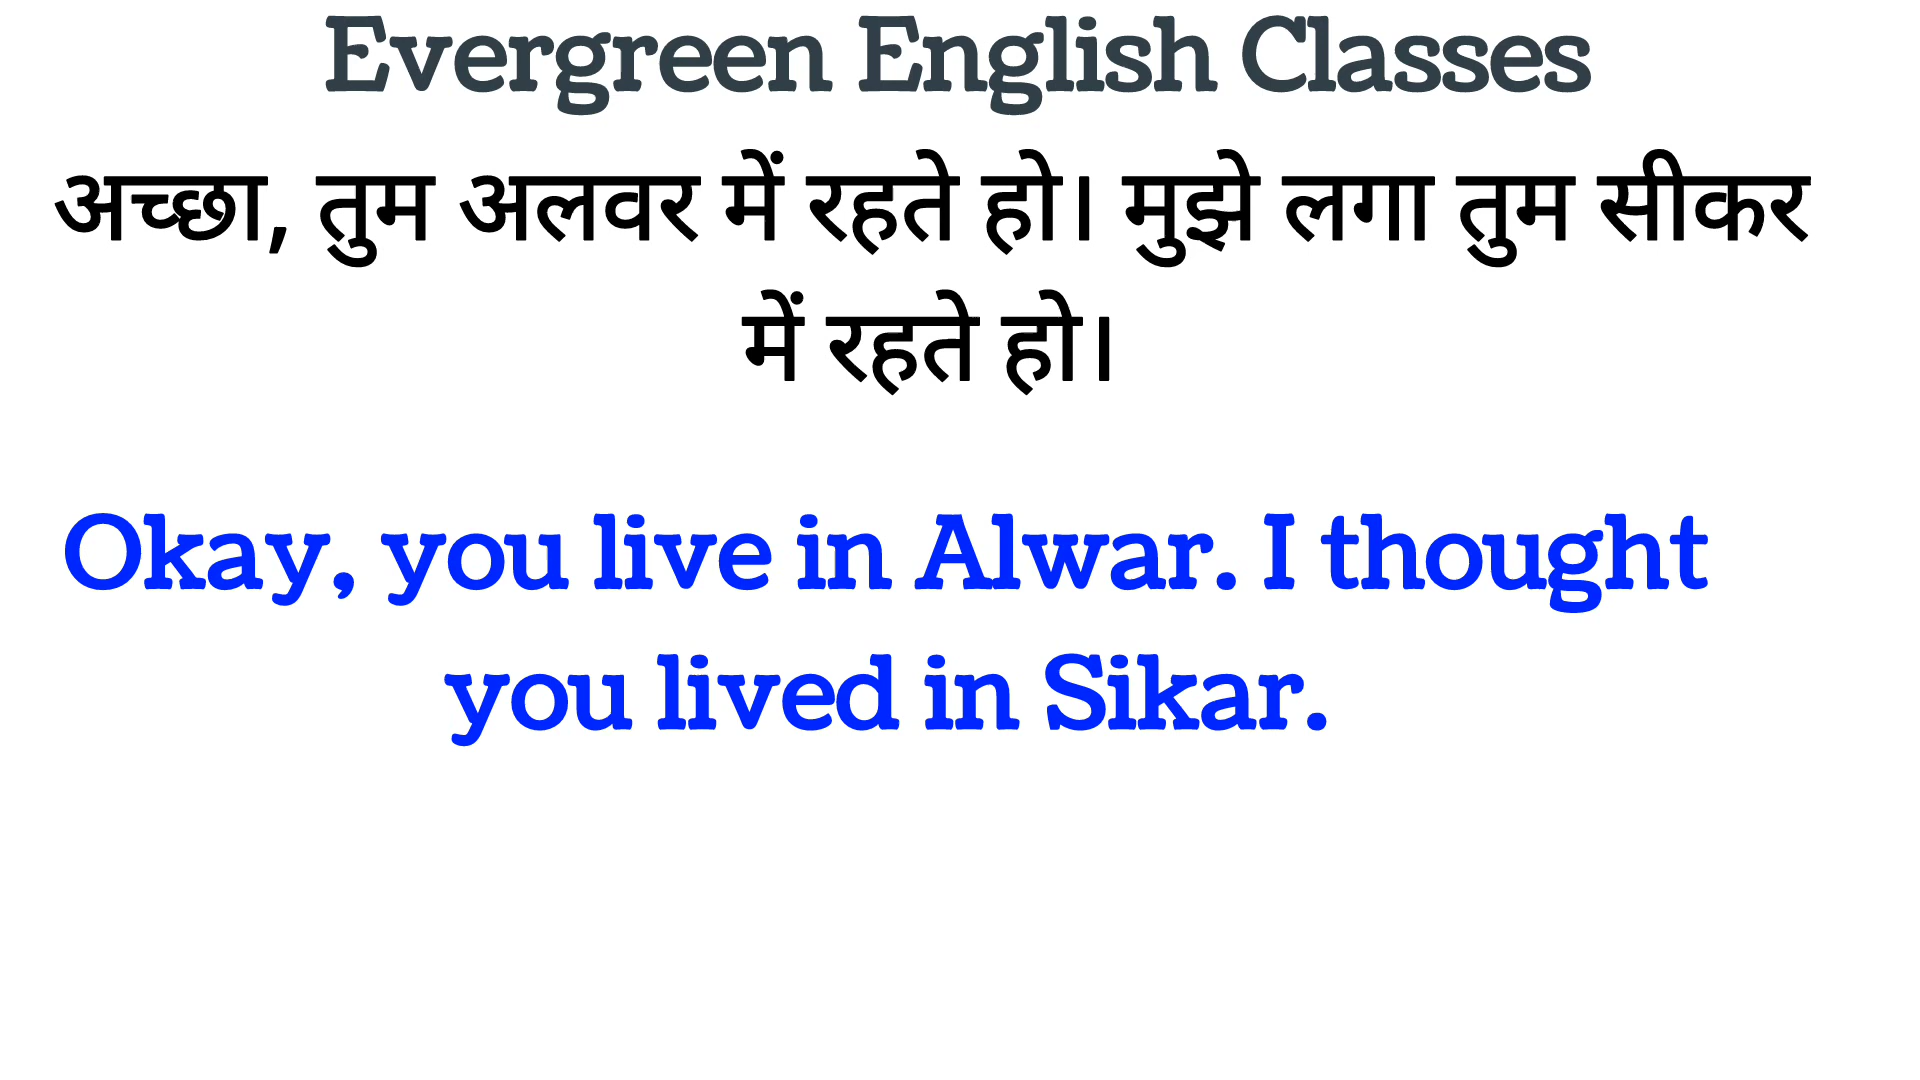 Evergreen English Classes
अच्छा, तुम अलवर में रहते हो। मुझे लगा तुम सीकर
में रहते हो।
Okay, you live in Alwar. I thought
you lived in Sikar.